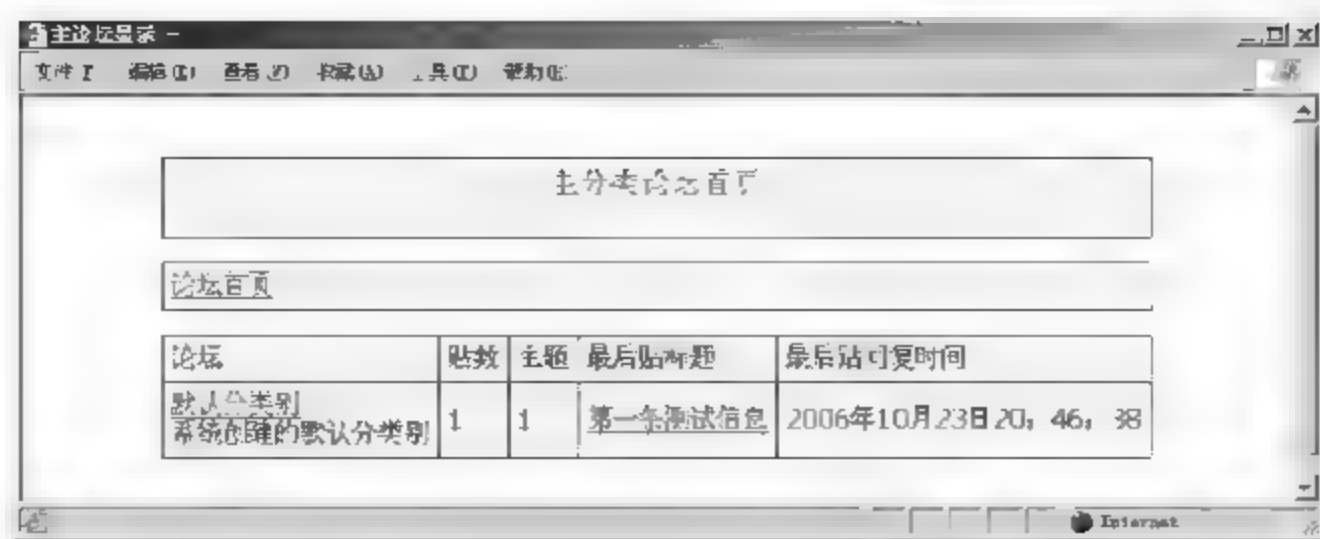 主论坛显示 -
文件 编辑(E) 查看(V) 收藏(A) 工具(T) 帮助(H)
主分类论坛首页
论坛首页
论坛 贴数 主题 最后贴标题 最后贴回复时间
默认分类别 1 1 第一条测试信息 2006年10月23日20：46：38
系统创建的默认分类别
Internet